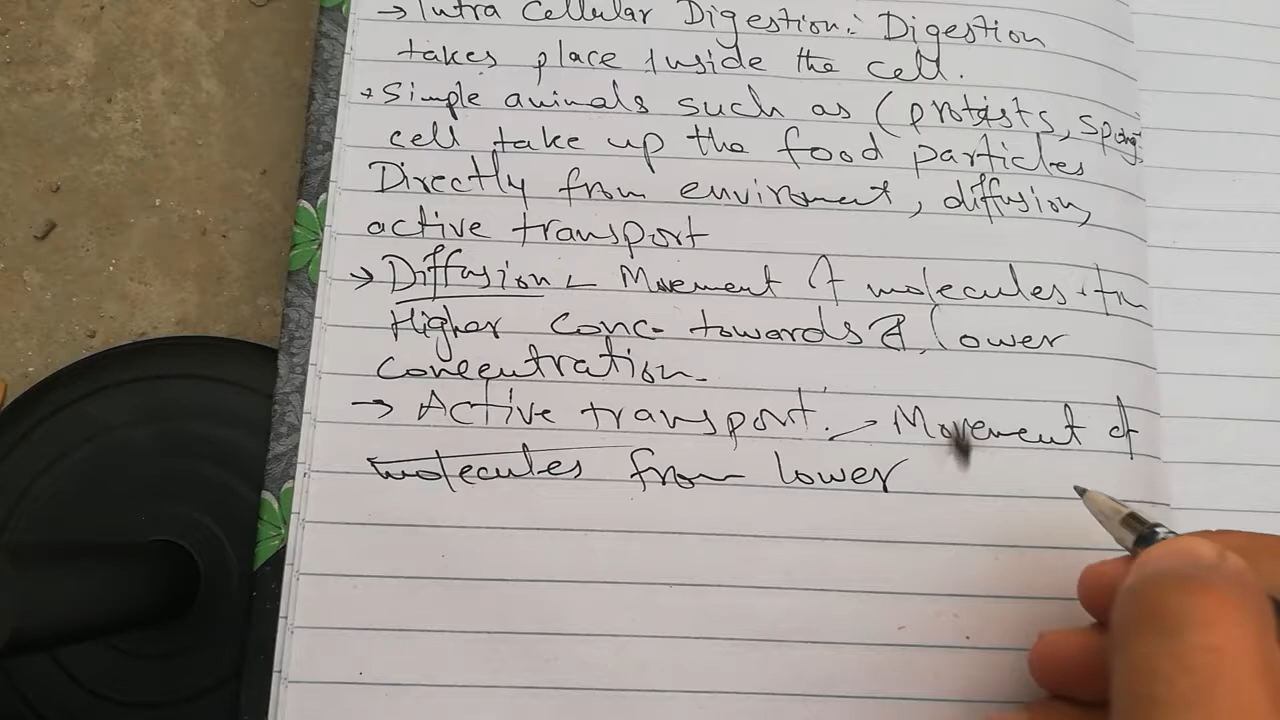 → Intra Cellular Digestion: Digestion
takes place inside the cell.
→ Simple animals such as (protists, spong
cell take up the food particles
Directly from enviroment, diffusion,
active transport
→ Diffusion - Movement of molecules
Higher Conc. towards lower
Concentration.
→ Active transport. → Movement of
molecules from lower